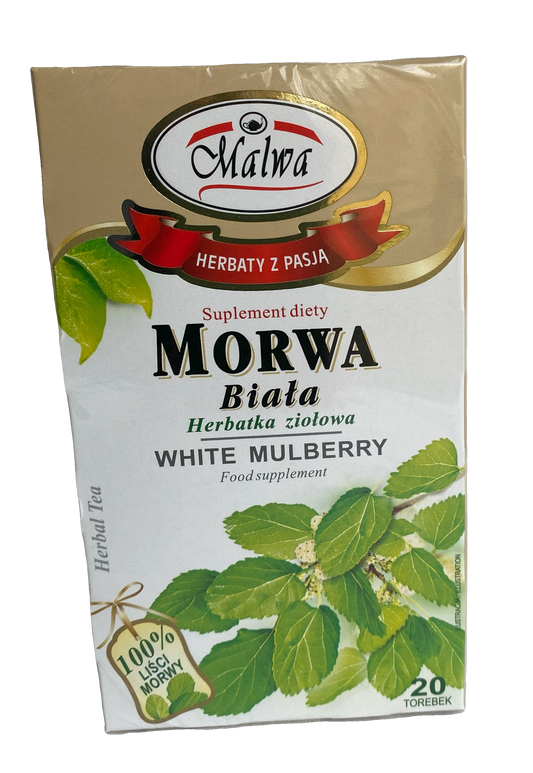 Malwa
HERBATY Z PASJĄ
Suplement diety
MORWA
Biała
Herbatka ziołowa
WHITE MULBERRY
Food supplement
Herbal Tea
100%
LIŚCI
MORWY
20
TOREBEK